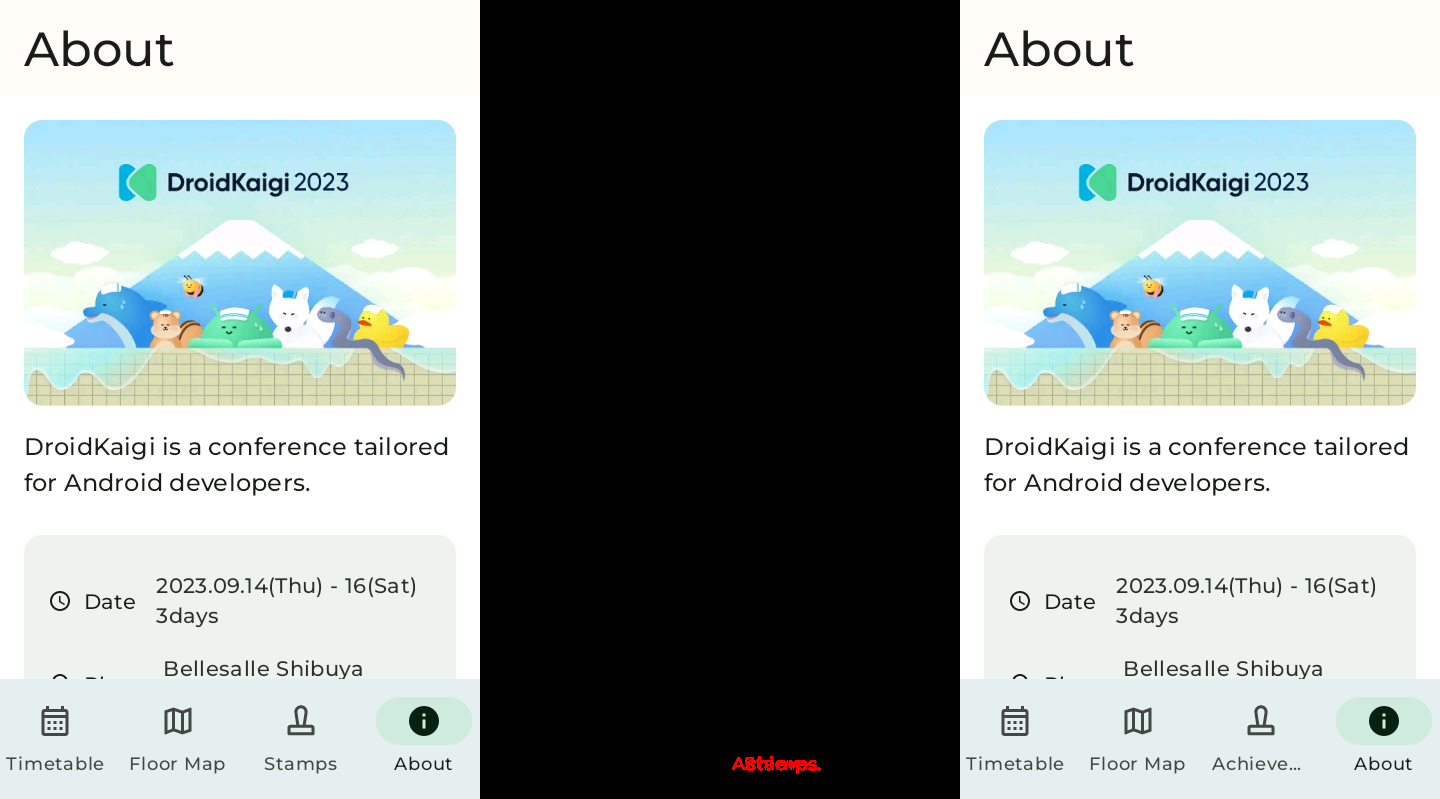 About
DroidKaigi 2023
DroidKaigi is a conference tailored
for Android developers.
Date
2023.09.14(Thu) - 16(Sat)
3days
Bellesalle Shibuya
Timetable
Floor Map
Stamps
About
About
DroidKaigi 2023
DroidKaigi is a conference tailored
for Android developers.
Date
2023.09.14(Thu) - 16(Sat)
3days
Bellesalle Shibuya
Timetable
Floor Map
Achieve...
About